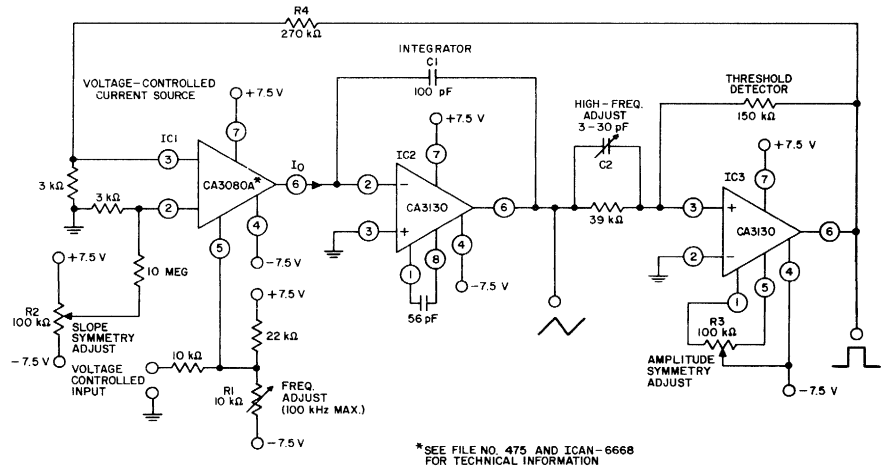 R4
270 kΩ
VOLTAGE-CONTROLLED
CURRENT SOURCE
+7.5 V
7
IC1
3
CA3080A*
2
5
4
-7.5 V
I0
6
3 kΩ
3 kΩ
10 MEG
+7.5 V
R2
100 kΩ
SLOPE
SYMMETRY
ADJUST
-7.5 V
VOLTAGE
CONTROLLED
INPUT
10 kΩ
+7.5 V
22 kΩ
R1
10 kΩ
FREQ.
ADJUST
(100 kHz MAX.)
-7.5 V
INTEGRATOR
C1
100 pF
+7.5 V
7
IC2
2
-
CA3130
3
+
6
1
8
4
-7.5 V
56 pF
HIGH-FREQ.
ADJUST
3-30 pF
C2
39 kΩ
THRESHOLD
DETECTOR
150 kΩ
+7.5 V
7
IC3
3
+
CA3130
2
-
6
4
1
5
R3
100 kΩ
AMPLITUDE
SYMMETRY
ADJUST
-7.5 V
*SEE FILE NO. 475 AND ICAN-6668
FOR TECHNICAL INFORMATION